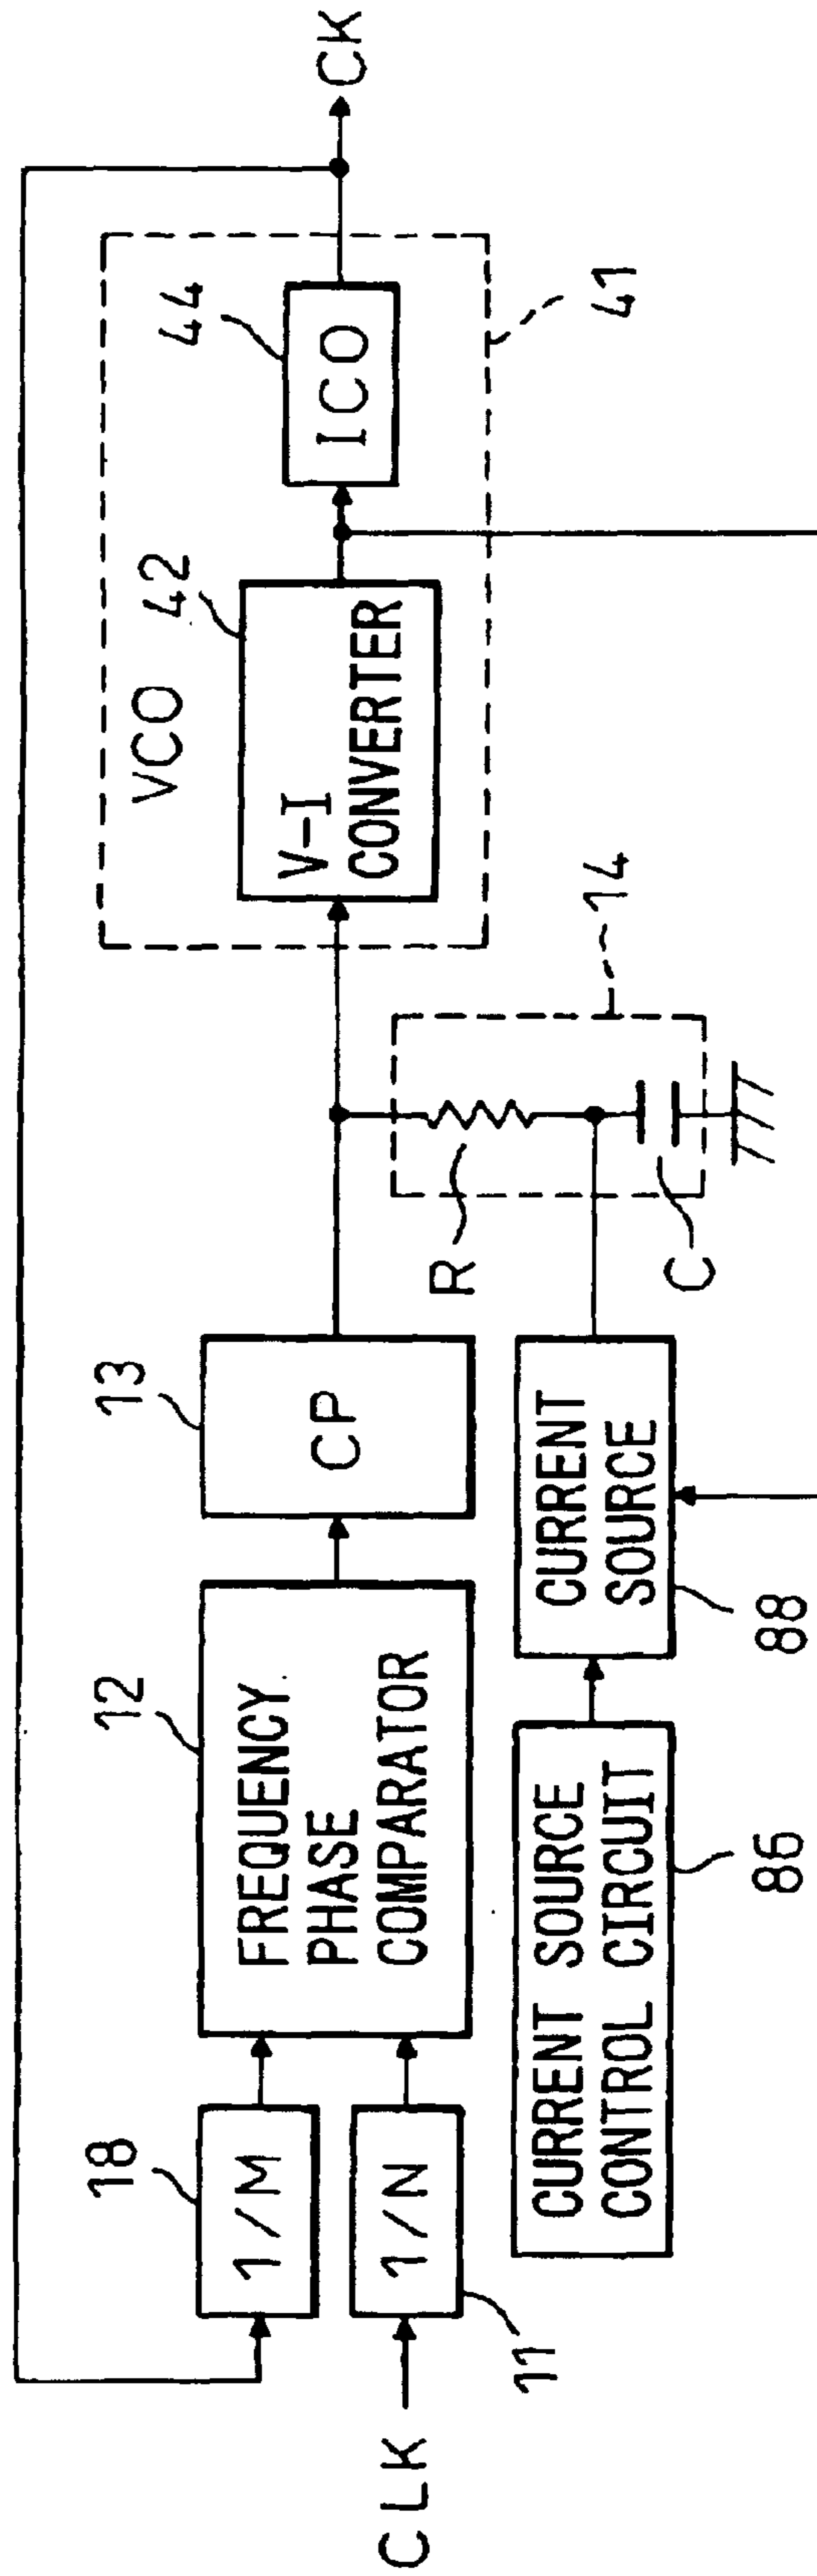 CLK
11
1/N
18
1/M
12
FREQUENCY
PHASE
COMPARATOR
13
CP
86
CURRENT SOURCE
CONTROL CIRCUIT
88
CURRENT
SOURCE
R
C
14
VCO
42
V-I
CONVERTER
44
ICO
41
CK